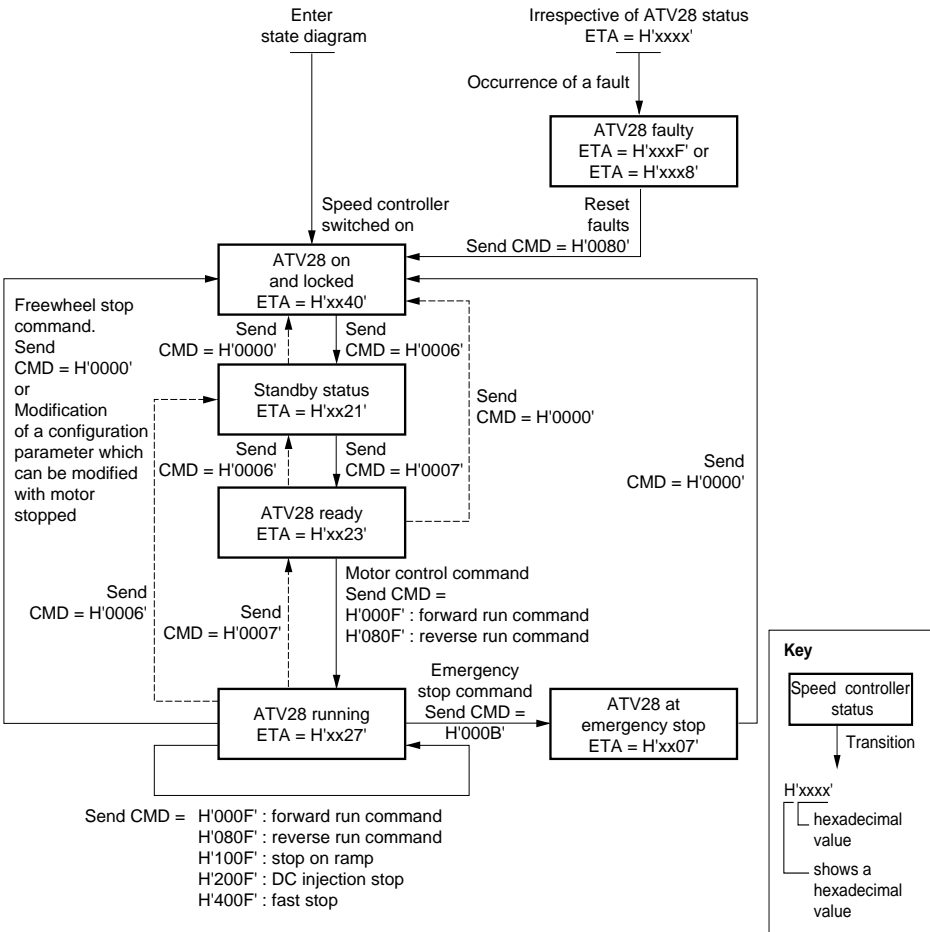 Enter
state diagram
Irrespective of ATV28 status
ETA = H'xxxx'
Occurrence of a fault
ATV28 faulty
ETA = H'xxxF' or
ETA = H'xxx8'
Speed controller
switched on
Reset
faults
Send CMD = H'0080'
ATV28 on
and locked
ETA = H'xx40'
Freewheel stop
command.
Send
CMD = H'0000'
or
Modification
of a configuration
parameter which
can be modified
with motor
stopped
Send
CMD = H'0000'
Send
CMD = H'0006'
Standby status
ETA = H'xx21'
Send
CMD = H'0000'
Send
CMD = H'0006'
Send
CMD = H'0007'
Send
CMD = H'0000'
ATV28 ready
ETA = H'xx23'
Motor control command
Send CMD =
H'000F' : forward run command
H'080F' : reverse run command
Send
CMD = H'0006'
Send
CMD = H'0007'
Emergency
stop command
Send CMD =
H'000B'
ATV28 running
ETA = H'xx27'
ATV28 at
emergency stop
ETA = H'xx07'
Send CMD = H'000F' : forward run command
H'080F' : reverse run command
H'100F' : stop on ramp
H'200F' : DC injection stop
H'400F' : fast stop
Key
Speed controller
status
Transition
H'xxxx'
hexadecimal
value
shows a
hexadecimal
value